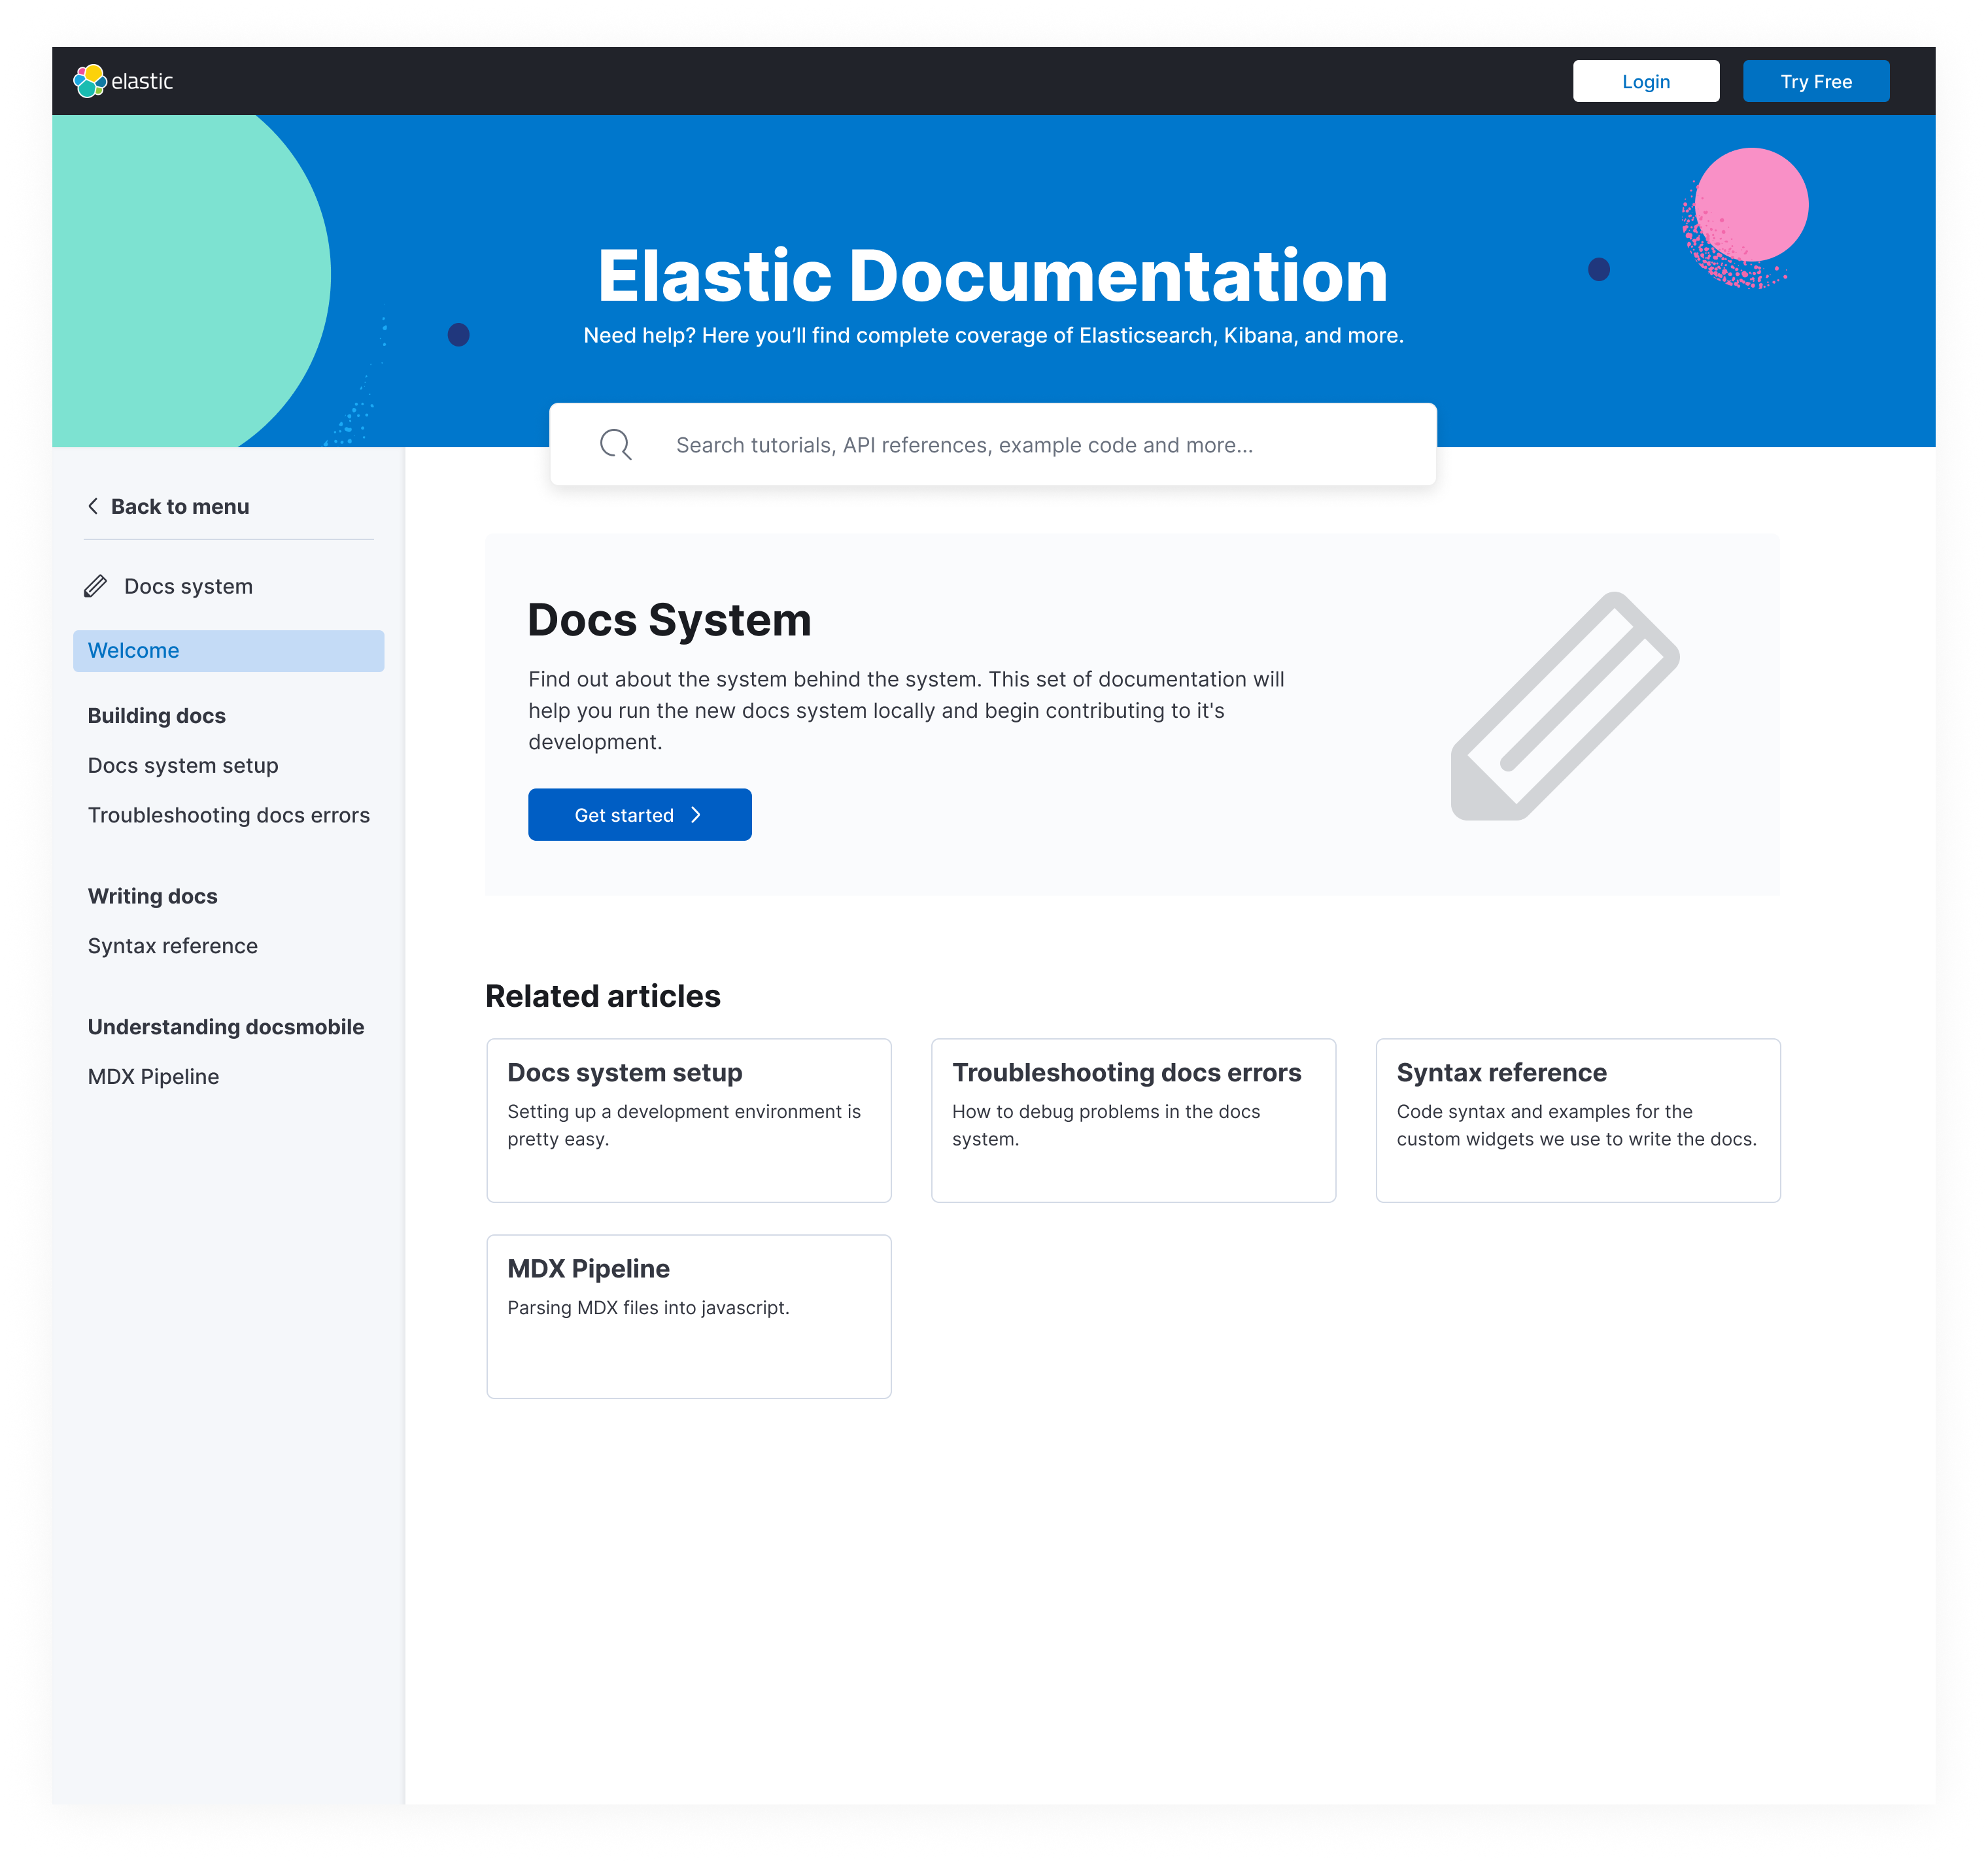 elastic
Login
Try Free
Elastic Documentation
Need help? Here you’ll find complete coverage of Elasticsearch, Kibana, and more.
Search tutorials, API references, example code and more...
Back to menu
Docs system
Welcome
Building docs
Docs system setup
Troubleshooting docs errors
Writing docs
Syntax reference
Understanding docsmobile
MDX Pipeline
Docs System
Find out about the system behind the system. This set of documentation will
help you run the new docs system locally and begin contributing to it's
development.
Get started
Related articles
Docs system setup
Setting up a development environment is
pretty easy.
Troubleshooting docs errors
How to debug problems in the docs
system.
Syntax reference
Code syntax and examples for the
custom widgets we use to write the docs.
MDX Pipeline
Parsing MDX files into javascript.